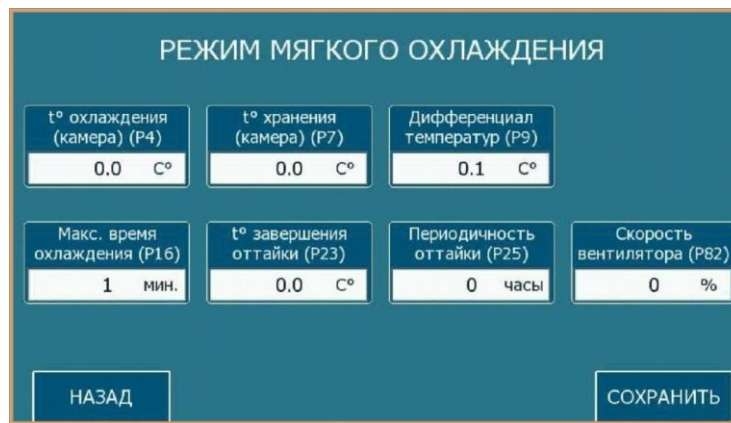 РЕЖИМ МЯГКОГО ОХЛАЖДЕНИЯ
t° охлаждения
(камера) (P4)
0.0 C°
t° хранения
(камера) (P7)
0.0 C°
Дифференциал
температур (P9)
0.1 C°
Макс. время
охлаждения (P16)
1 мин.
t° завершения
оттайки (P23)
0.0 C°
Периодичность
оттайки (P25)
0 часы
Скорость
вентилятора (P82)
0 %
НАЗАД
СОХРАНИТЬ